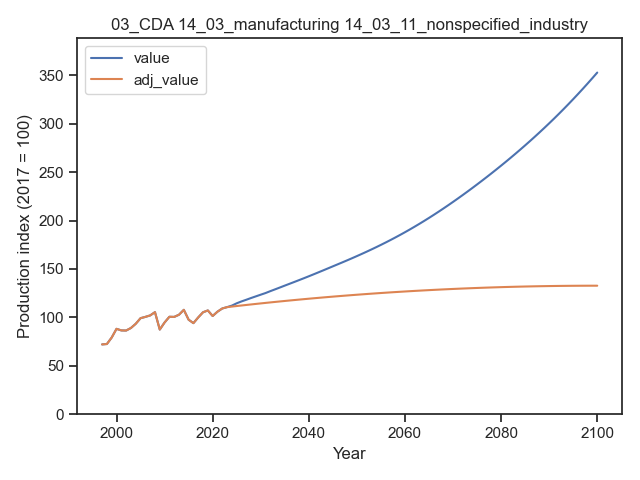 03_CDA 14_03_manufacturing 14_03_11_nonspecified_industry
value
adj_value
Production index (2017 = 100)
350
300
250
200
150
100
50
0
2000 2020 2040 2060 2080 2100
Year